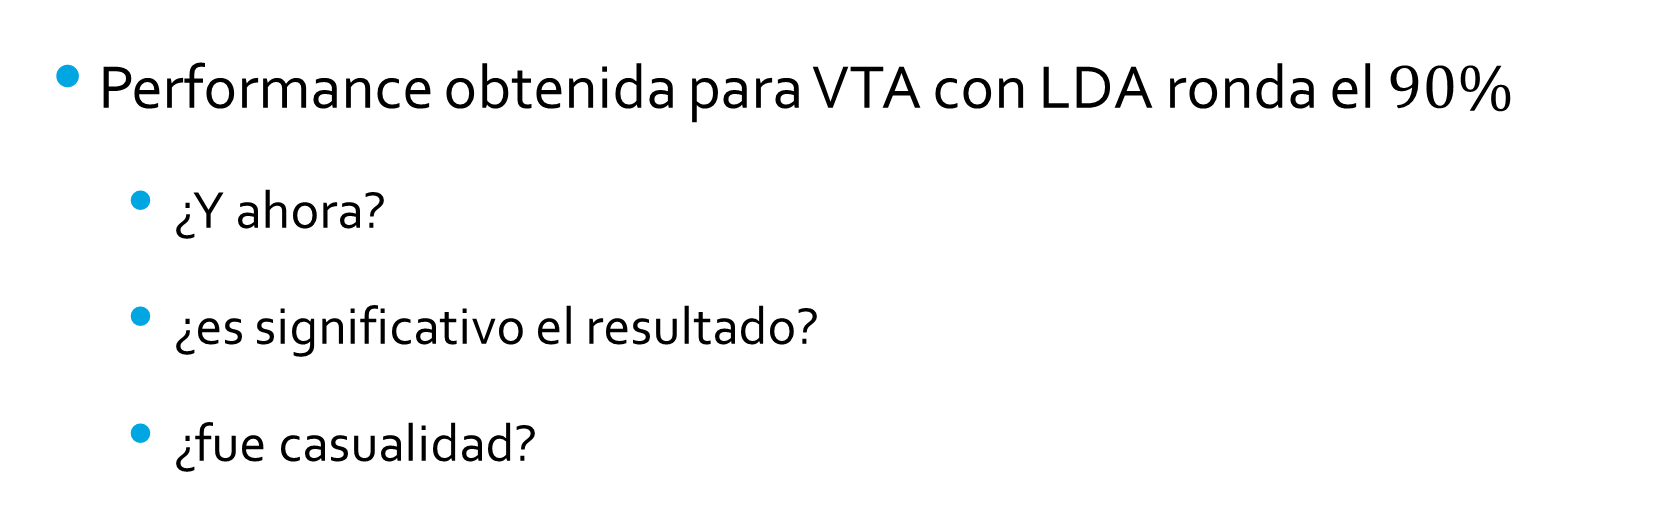 • Performance obtenida para VTA con LDA ronda el 90%
• ¿Y ahora?
• ¿es significativo el resultado?
• ¿fue casualidad?